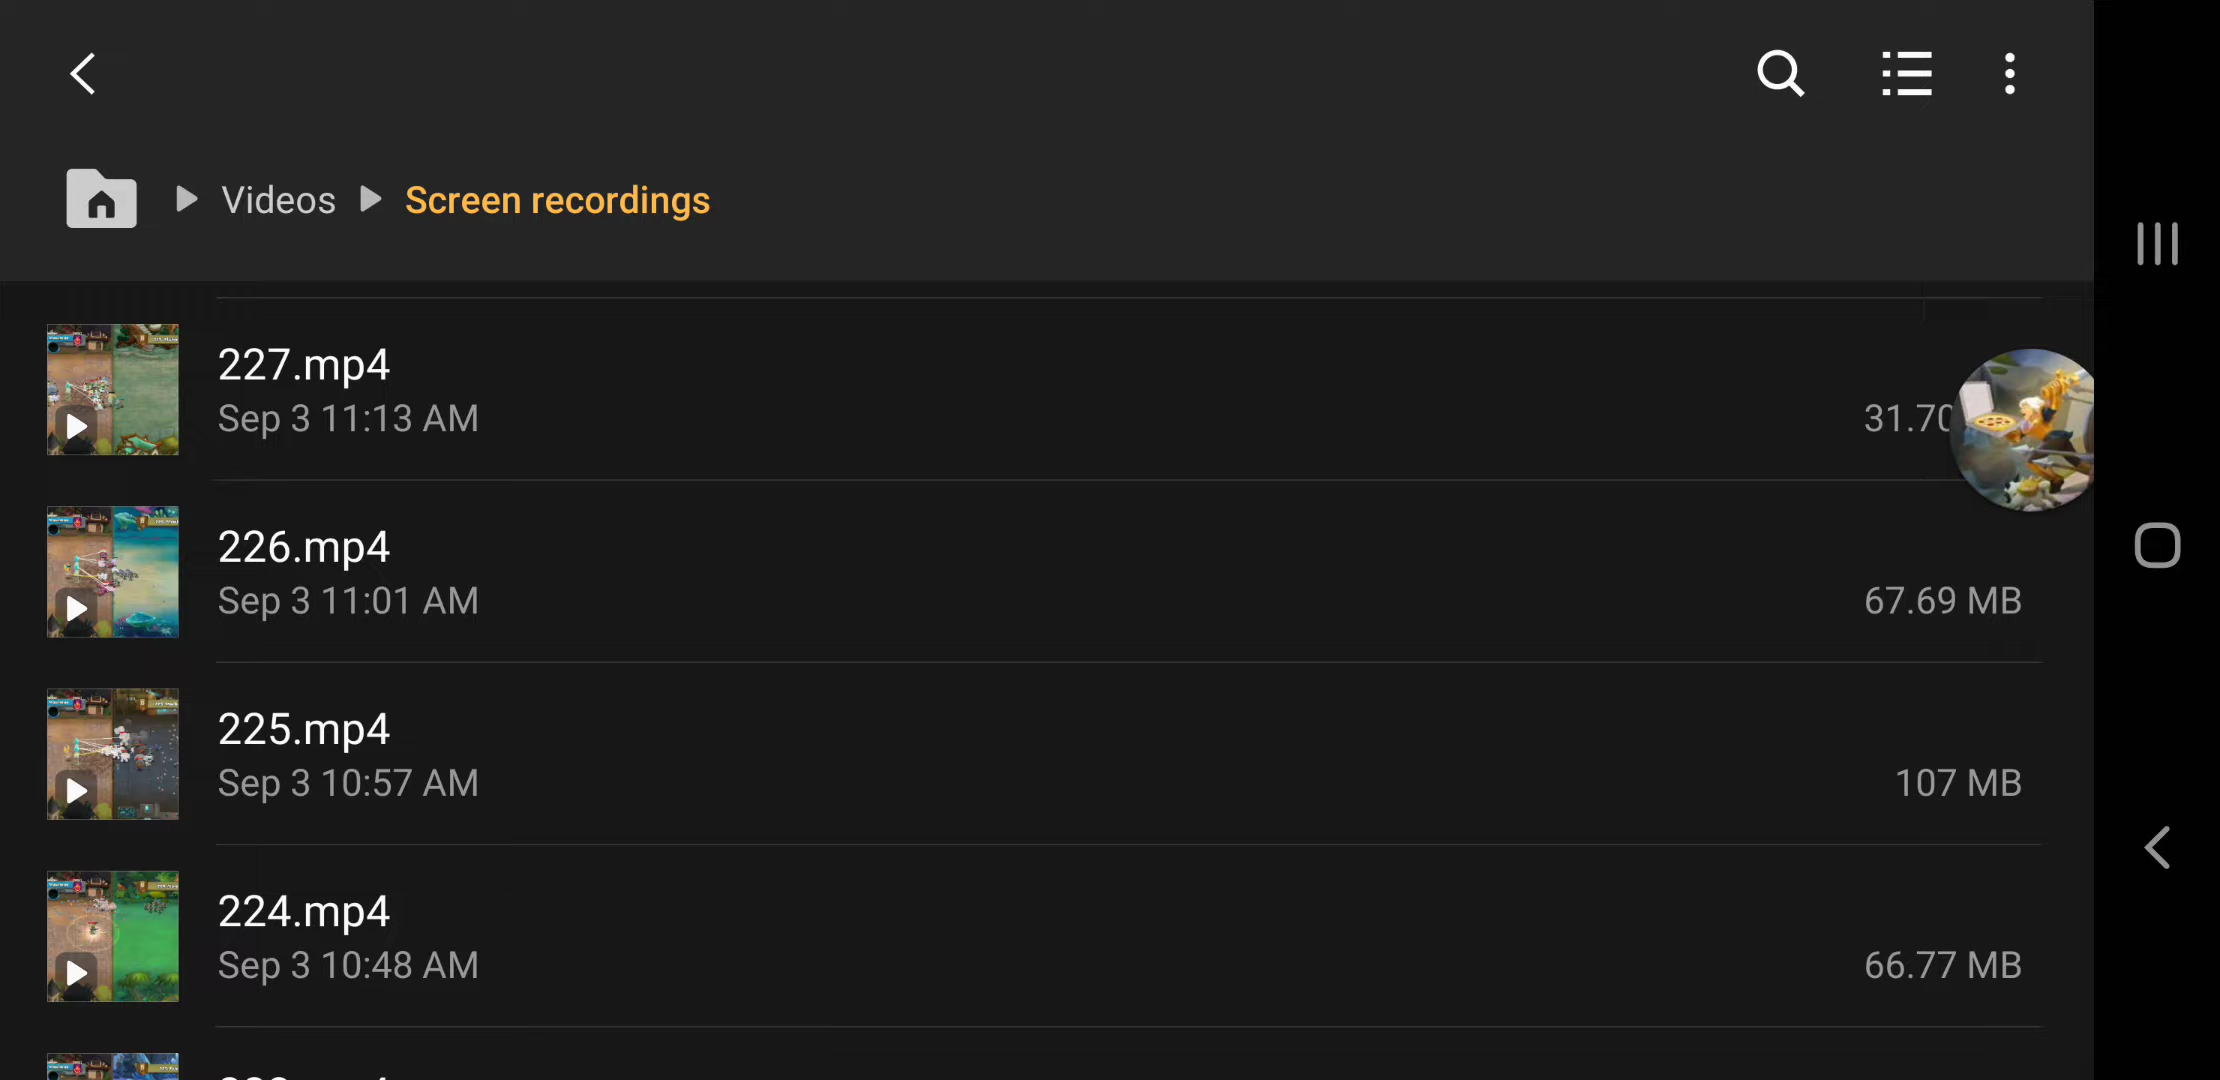 Videos Screen recordings
227.mp4
Sep 3 11:13 AM
31.70
226.mp4
Sep 3 11:01 AM
67.69 MB
225.mp4
Sep 3 10:57 AM
107 MB
224.mp4
Sep 3 10:48 AM
66.77 MB